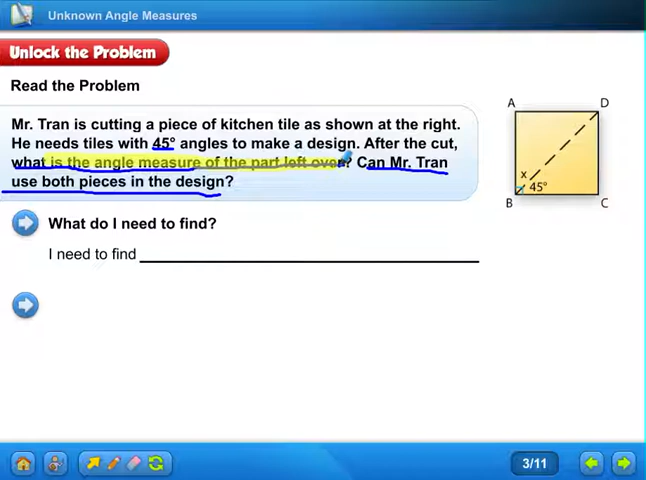 Unknown Angle Measures
Unlock the Problem
Read the Problem
Mr. Tran is cutting a piece of kitchen tile as shown at the right.
He needs tiles with 45° angles to make a design. After the cut,
what is the angle measure of the part left over? Can Mr. Tran
use both pieces in the design?
A
D
x
45°
B
C
What do I need to find?
I need to find
3/11